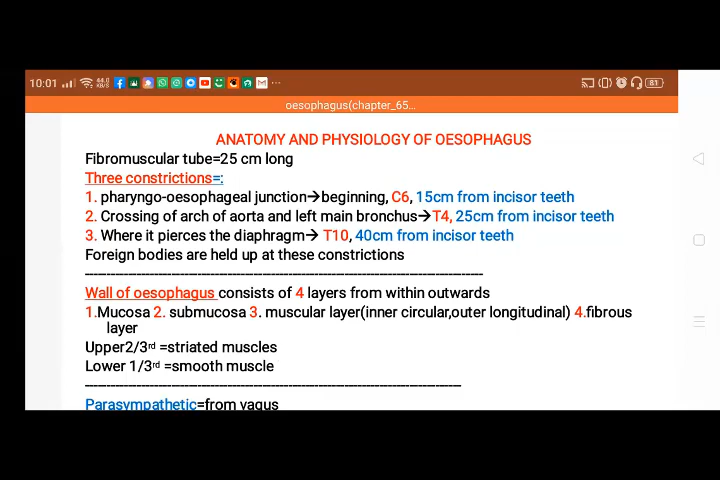 10:01 44.0 KB/S ... 61
oesophagus(chapter_65...
ANATOMY AND PHYSIOLOGY OF OESOPHAGUS
Fibromuscular tube=25 cm long
Three constrictions=:
1. pharyngo-oesophageal junction→beginning, C6, 15cm from incisor teeth
2. Crossing of arch of aorta and left main bronchus→T4, 25cm from incisor teeth
3. Where it pierces the diaphragm→ T10, 40cm from incisor teeth
Foreign bodies are held up at these constrictions
--------------------------------------------------------------------------------
Wall of oesophagus consists of 4 layers from within outwards
1.Mucosa 2. submucosa 3. muscular layer(inner circular,outer longitudinal) 4.fibrous
layer
Upper2/3rd =striated muscles
Lower 1/3rd =smooth muscle
----------------------------------------------------------------------------
Parasympathetic=from vagus